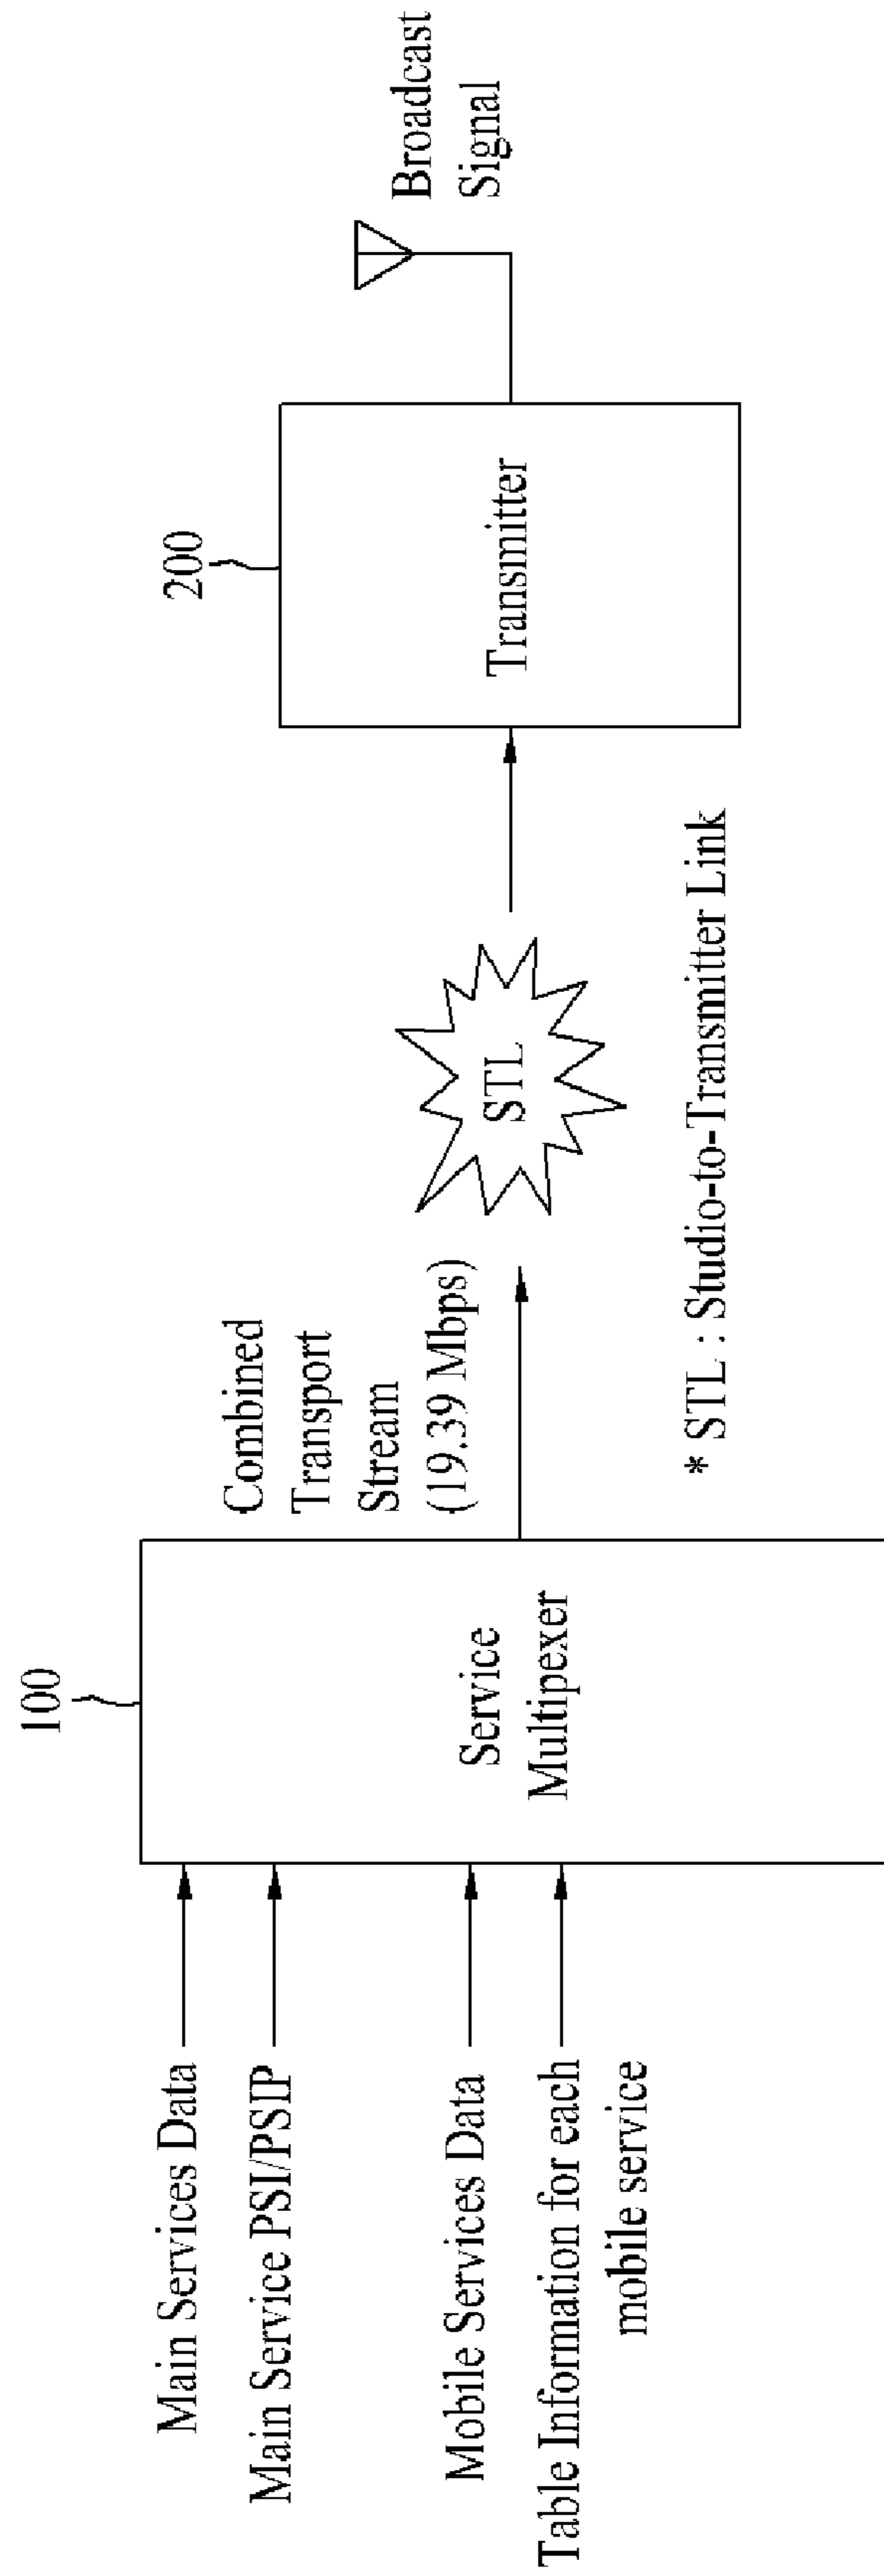 Main Services Data
Main Service PSI/PSIP
Mobile Services Data
Table Information for each
mobile service
100
Service
Multipexer
Combined
Transport
Stream
(19.39 Mbps)
STL
* STL : Studio-to-Transmitter Link
200
Transmitter
Broadcast
Signal